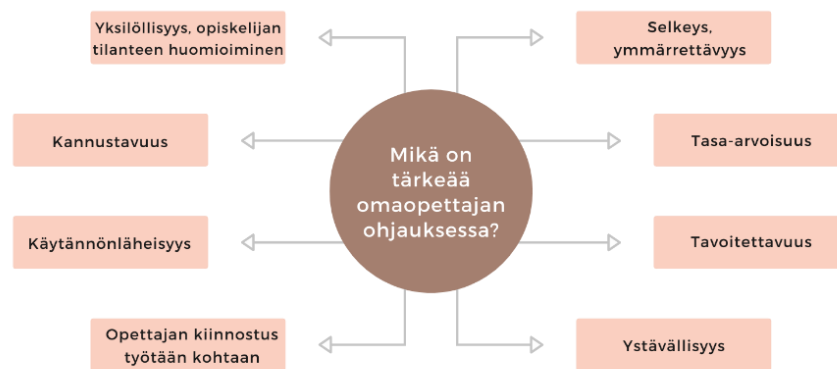 Yksilöllisyys, opiskelijan
tilanteen huomioiminen
Selkeys,
ymmärrettävyys
Kannustavuus
Mikä on
tärkeää
omaopettajan
ohjauksessa?
Tasa-arvoisuus
Käytännönläheisyys
Tavoitettavuus
Opettajan kiinnostus
työtään kohtaan
Ystävällisyys